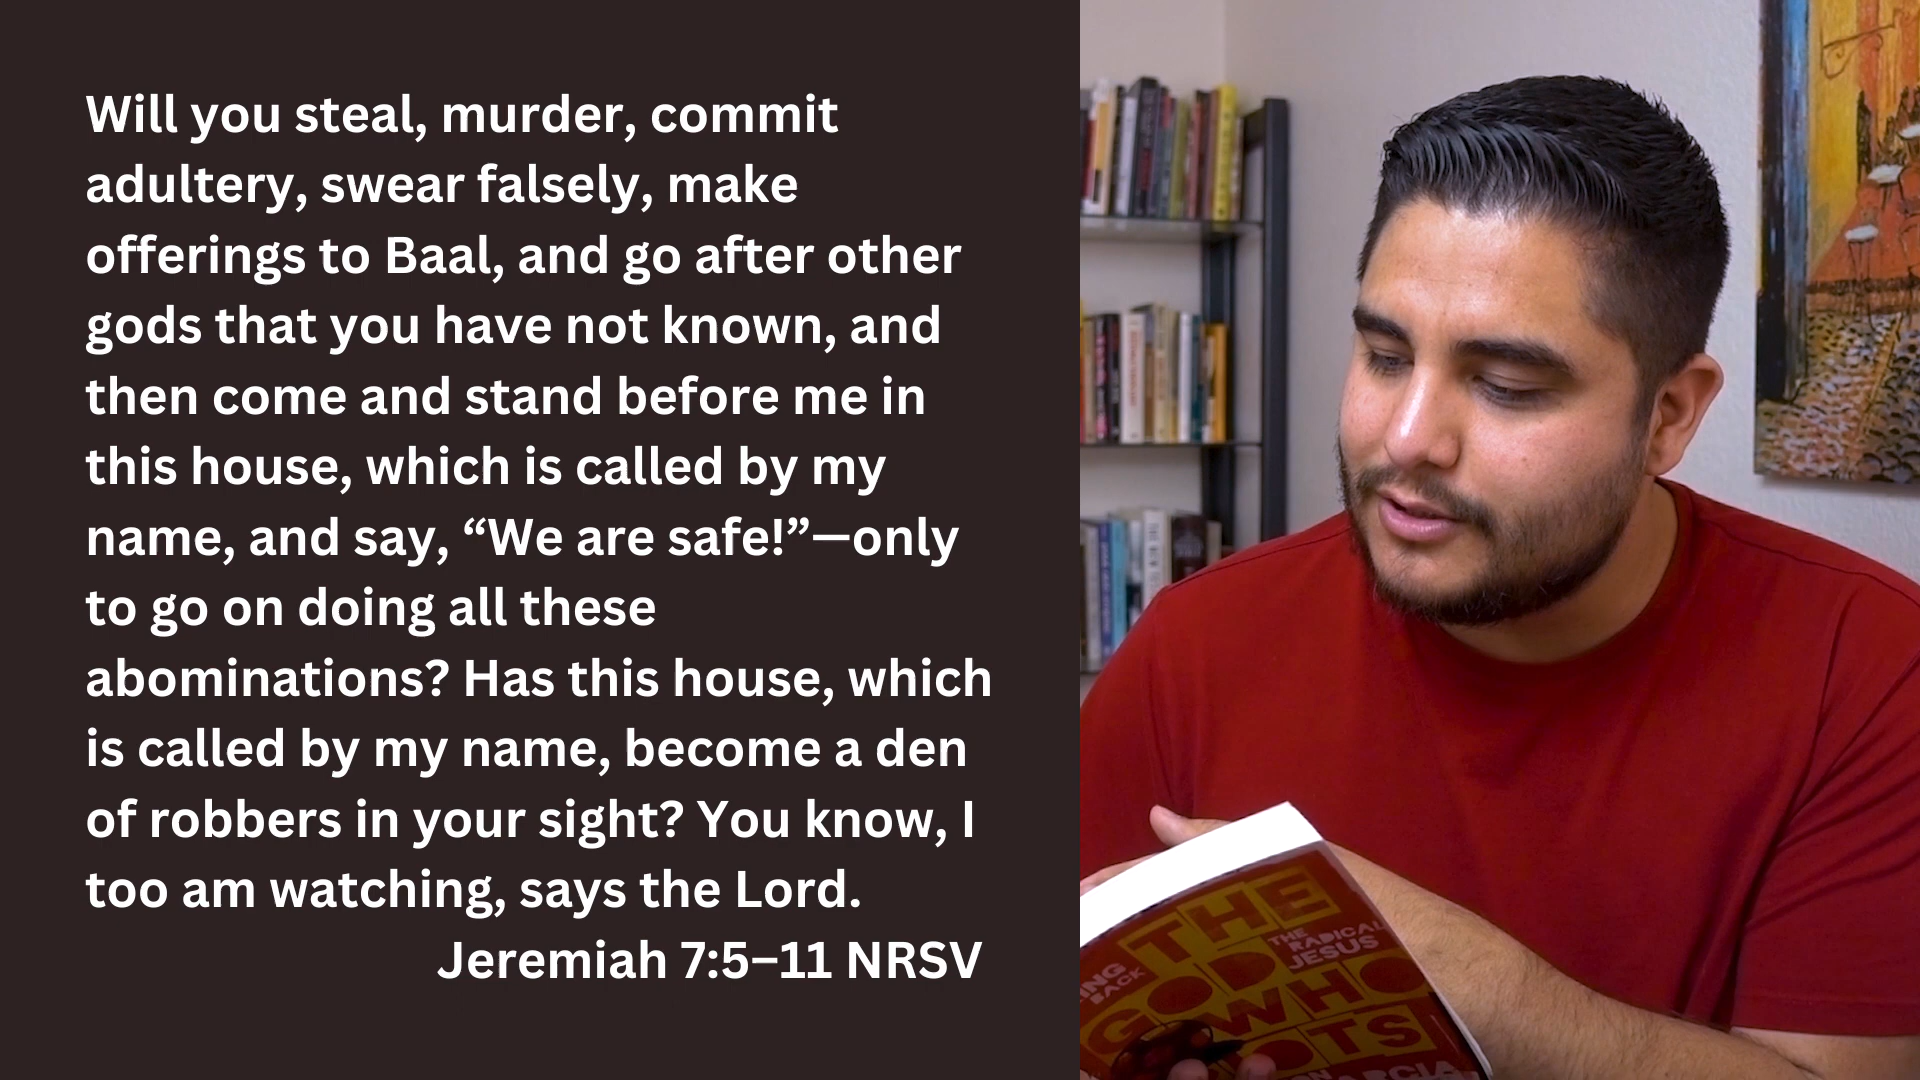 Will you steal, murder, commit
adultery, swear falsely, make
offerings to Baal, and go after other
gods that you have not known, and
then come and stand before me in
this house, which is called by my
name, and say, “We are safe!”—only
to go on doing all these
abominations? Has this house, which
is called by my name, become a den
of robbers in your sight? You know, I
too am watching, says the Lord.
Jeremiah 7:5–11 NRSV
THE
THE
RADICAL
JESUS
BACK
GOD
WHO